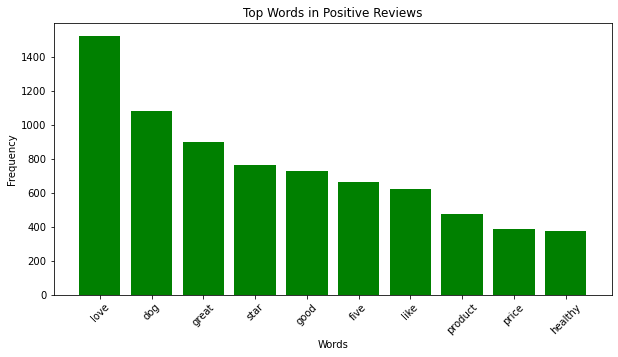 Top Words in Positive Reviews
Frequency
1400
1200
1000
800
600
400
200
0
love
dog
great
star
good
five
like
product
price
healthy
Words